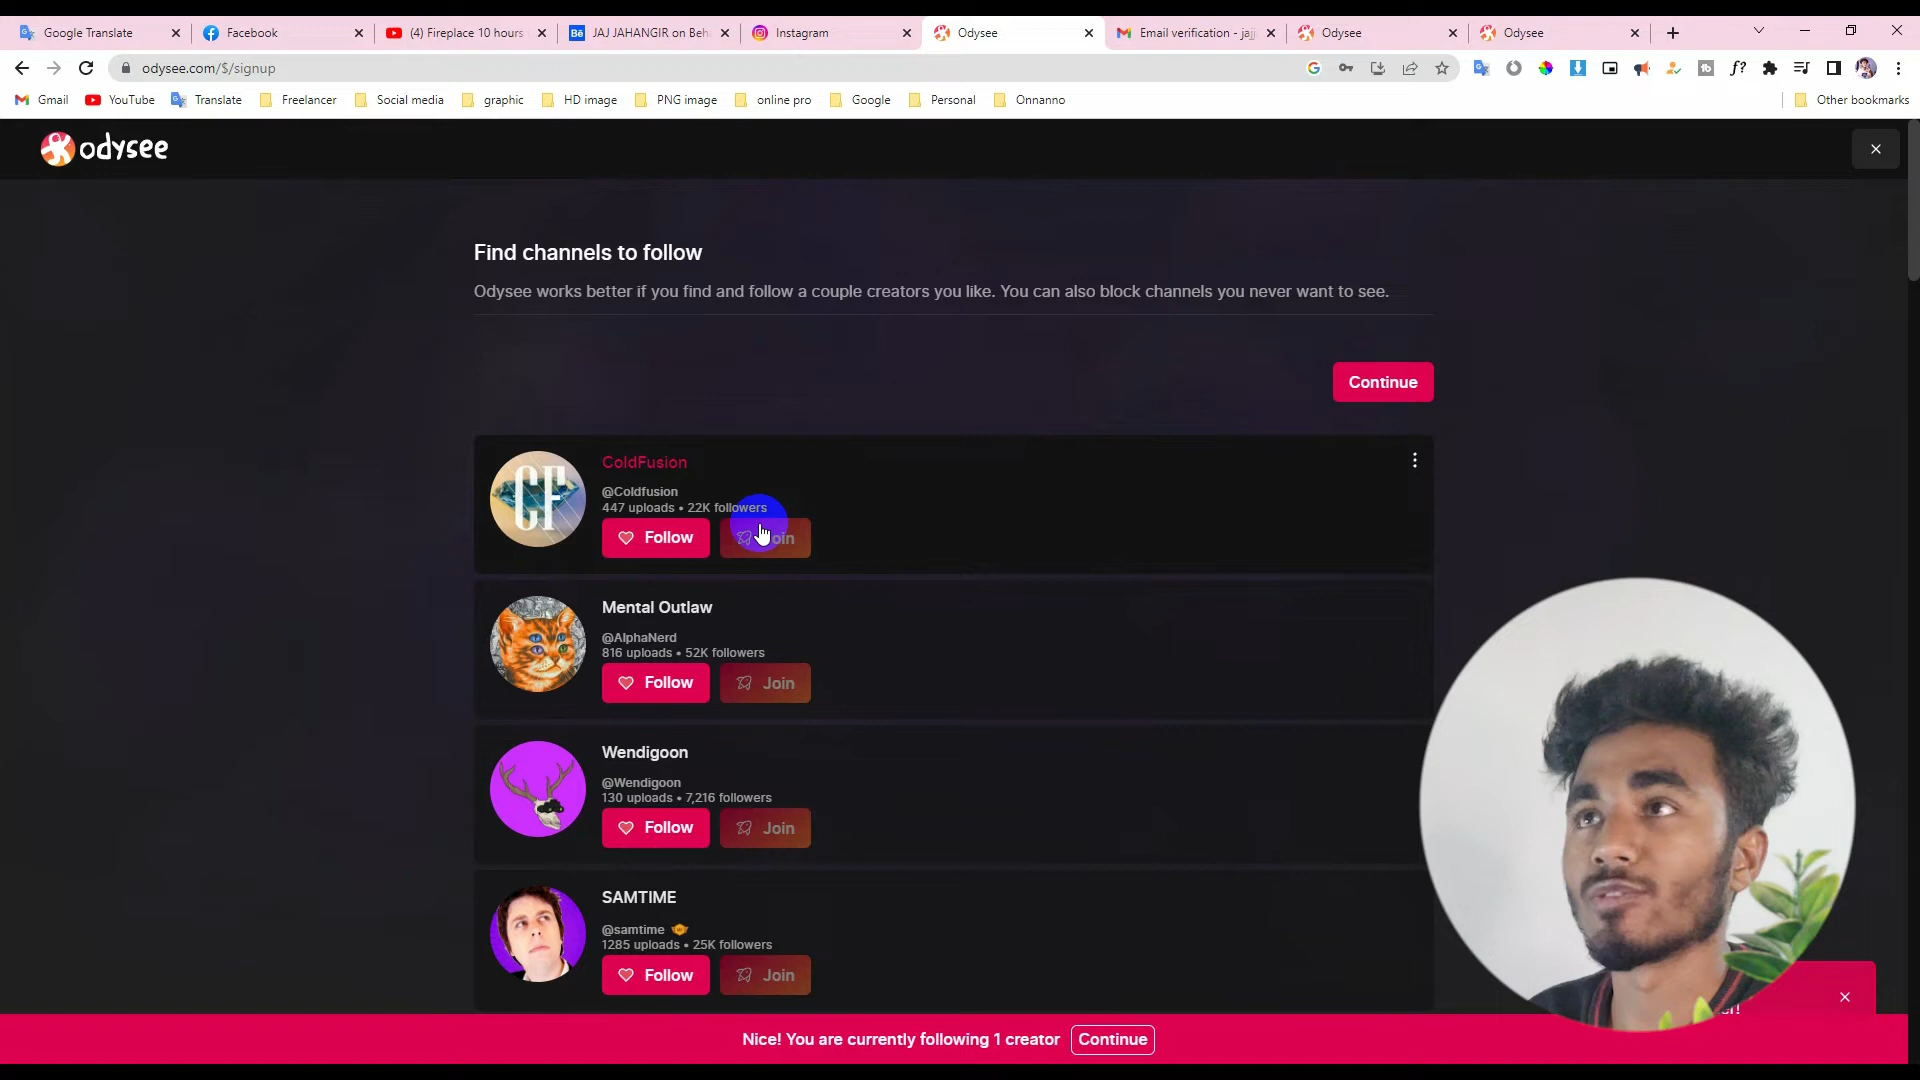 Google Translate
Facebook
(4) Fireplace 10 hours
JAJ JAHANGIR on Beh
Instagram
Odysee
Email verification - jajj
Odysee
Odysee
odysee.com/$/signup
Gmail
YouTube
Translate
Freelancer
Social media
graphic
HD image
PNG image
online pro
Google
Personal
Onnanno
Other bookmarks
odysee
Find channels to follow
Odysee works better if you find and follow a couple creators you like. You can also block channels you never want to see.
Continue
CF
ColdFusion
@Coldfusion
447 uploads • 22K followers
Follow
Join
Mental Outlaw
@AlphaNerd
816 uploads • 52K followers
Follow
Join
Wendigoon
@Wendigoon
130 uploads • 7,216 followers
Follow
Join
SAMTIME
@samtime
1285 uploads • 25K followers
Follow
Join
Nice! You are currently following 1 creator
Continue